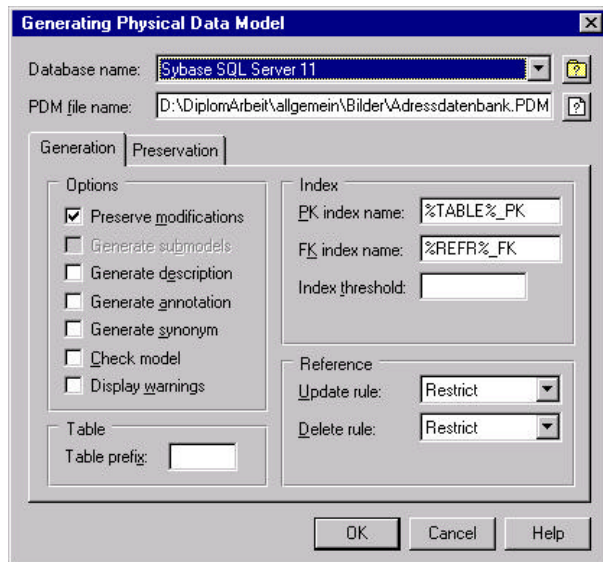 Generating Physical Data Model
Database name: Sybase SQL Server 11
PDM file name: D:\DiplomArbeit\allgemein\Bilder\Adressdatenbank.PDM
Generation Preservation
Options
Preserve modifications
Generate submodels
Generate description
Generate annotation
Generate synonym
Check model
Display warnings
Table
Table prefix:
Index
PK index name: %TABLE%_PK
FK index name: %REFR%_FK
Index threshold:
Reference
Update rule: Restrict
Delete rule: Restrict
OK Cancel Help